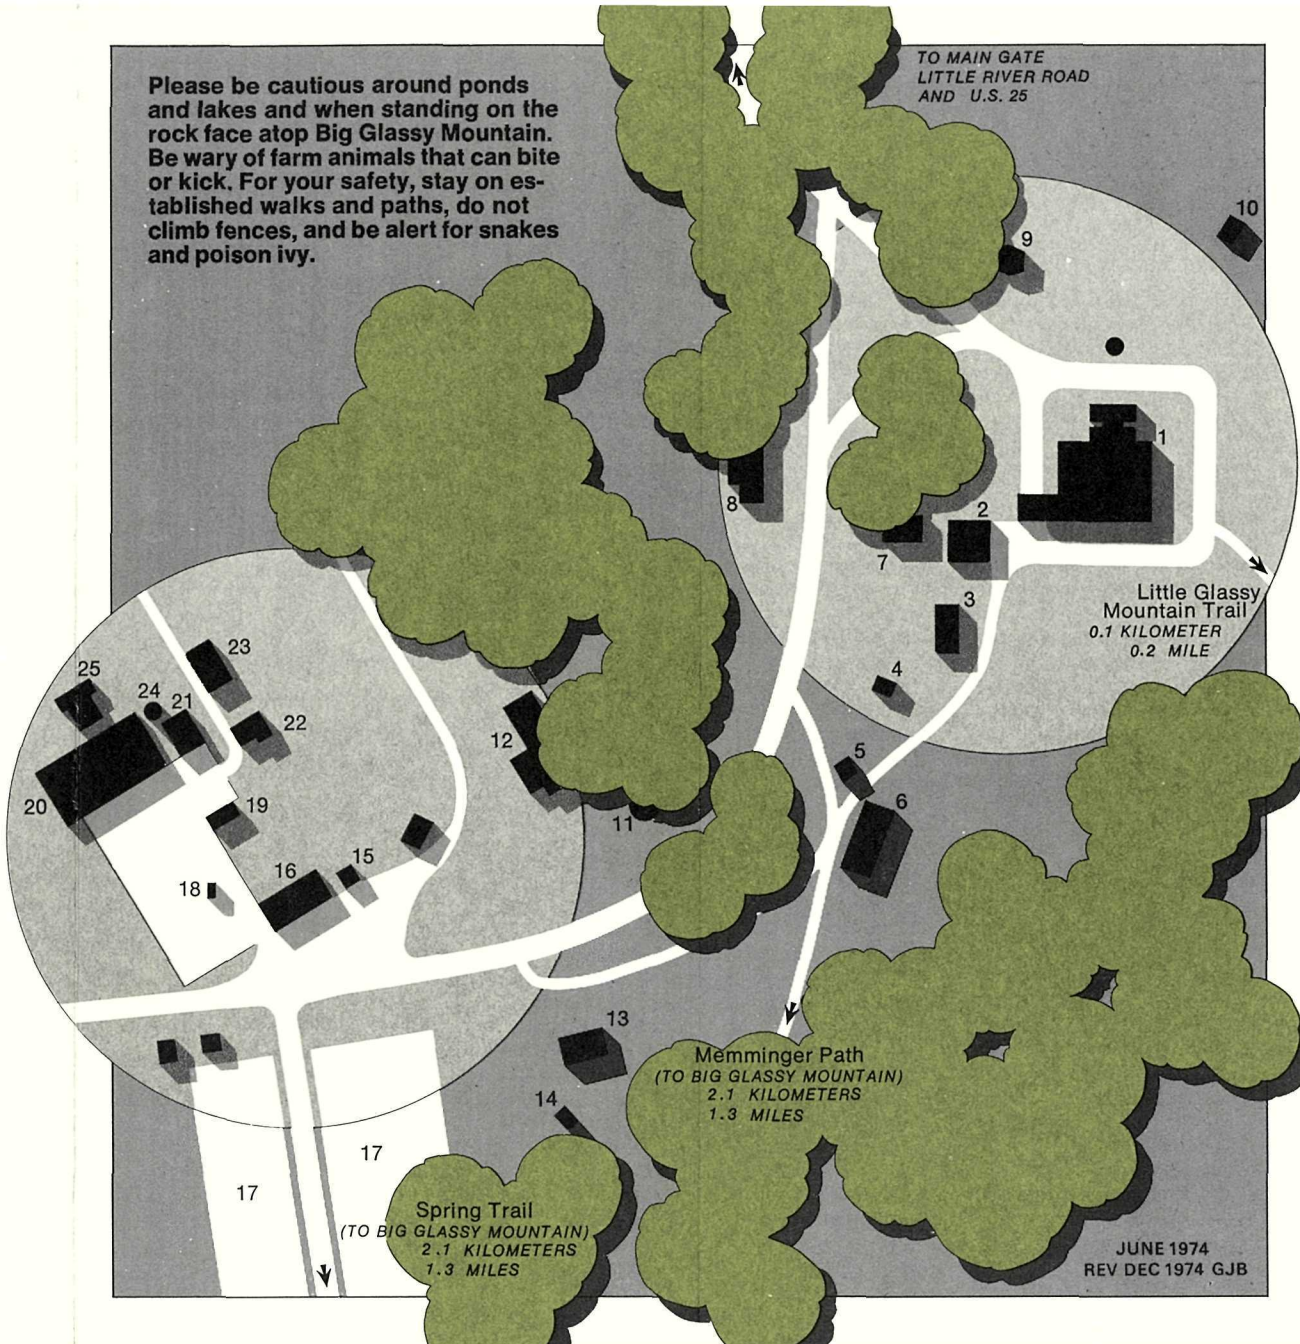 Please be cautious around ponds
and lakes and when standing on the
rock face atop Big Glassy Mountain.
Be wary of farm animals that can bite
or kick. For your safety, stay on es-
tablished walks and paths, do not
climb fences, and be alert for snakes
and poison ivy.
TO MAIN GATE
LITTLE RIVER ROAD
AND U.S. 25
10
9
1
8
2
7
3
Little Glassy
Mountain Trail
0.1 KILOMETER
0.2 MILE
4
23
25
24
21
22
12
5
20
19
6
11
16
15
18
13
Memminger Path
(TO BIG GLASSY MOUNTAIN)
2.1 KILOMETERS
1.3 MILES
14
17
17
Spring Trail
(TO BIG GLASSY MOUNTAIN)
2.1 KILOMETERS
1.3 MILES
JUNE 1974
REV DEC 1974 GJB